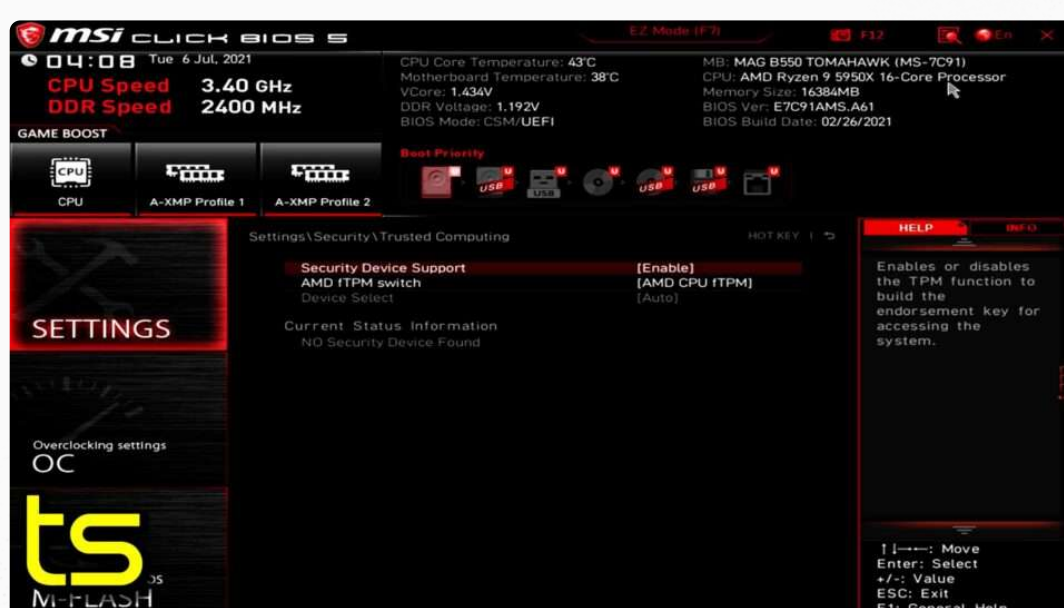 msi CLICK BIOS 5
EZ Mode (F7)
F12
En
04:08 Tue 6 Jul, 2021
CPU Speed 3.40 GHz
DDR Speed 2400 MHz
CPU Core Temperature: 43°C
Motherboard Temperature: 38°C
VCore: 1.434V
DDR Voltage: 1.192V
BIOS Mode: CSM/UEFI
MB: MAG B550 TOMAHAWK (MS-7C91)
CPU: AMD Ryzen 9 5950X 16-Core Processor
Memory Size: 16384MB
BIOS Ver: E7C91AMS.A61
BIOS Build Date: 02/26/2021
GAME BOOST
CPU
CPU
A-XMP Profile 1
A-XMP Profile 2
Boot Priority
U U U U U U
USB USB USB USB
SETTINGS
Overclocking settings
OC
M-FLASH
ts
Settings\Security\Trusted Computing
HOT KEY |
Security Device Support [Enable]
AMD fTPM switch [AMD CPU fTPM]
Device Select [Auto]
Current Status Information
NO Security Device Found
HELP
INFO
Enables or disables
the TPM function to
build the
endorsement key for
accessing the
system.
↑↓→←: Move
Enter: Select
+/-: Value
ESC: Exit
F1: General Help